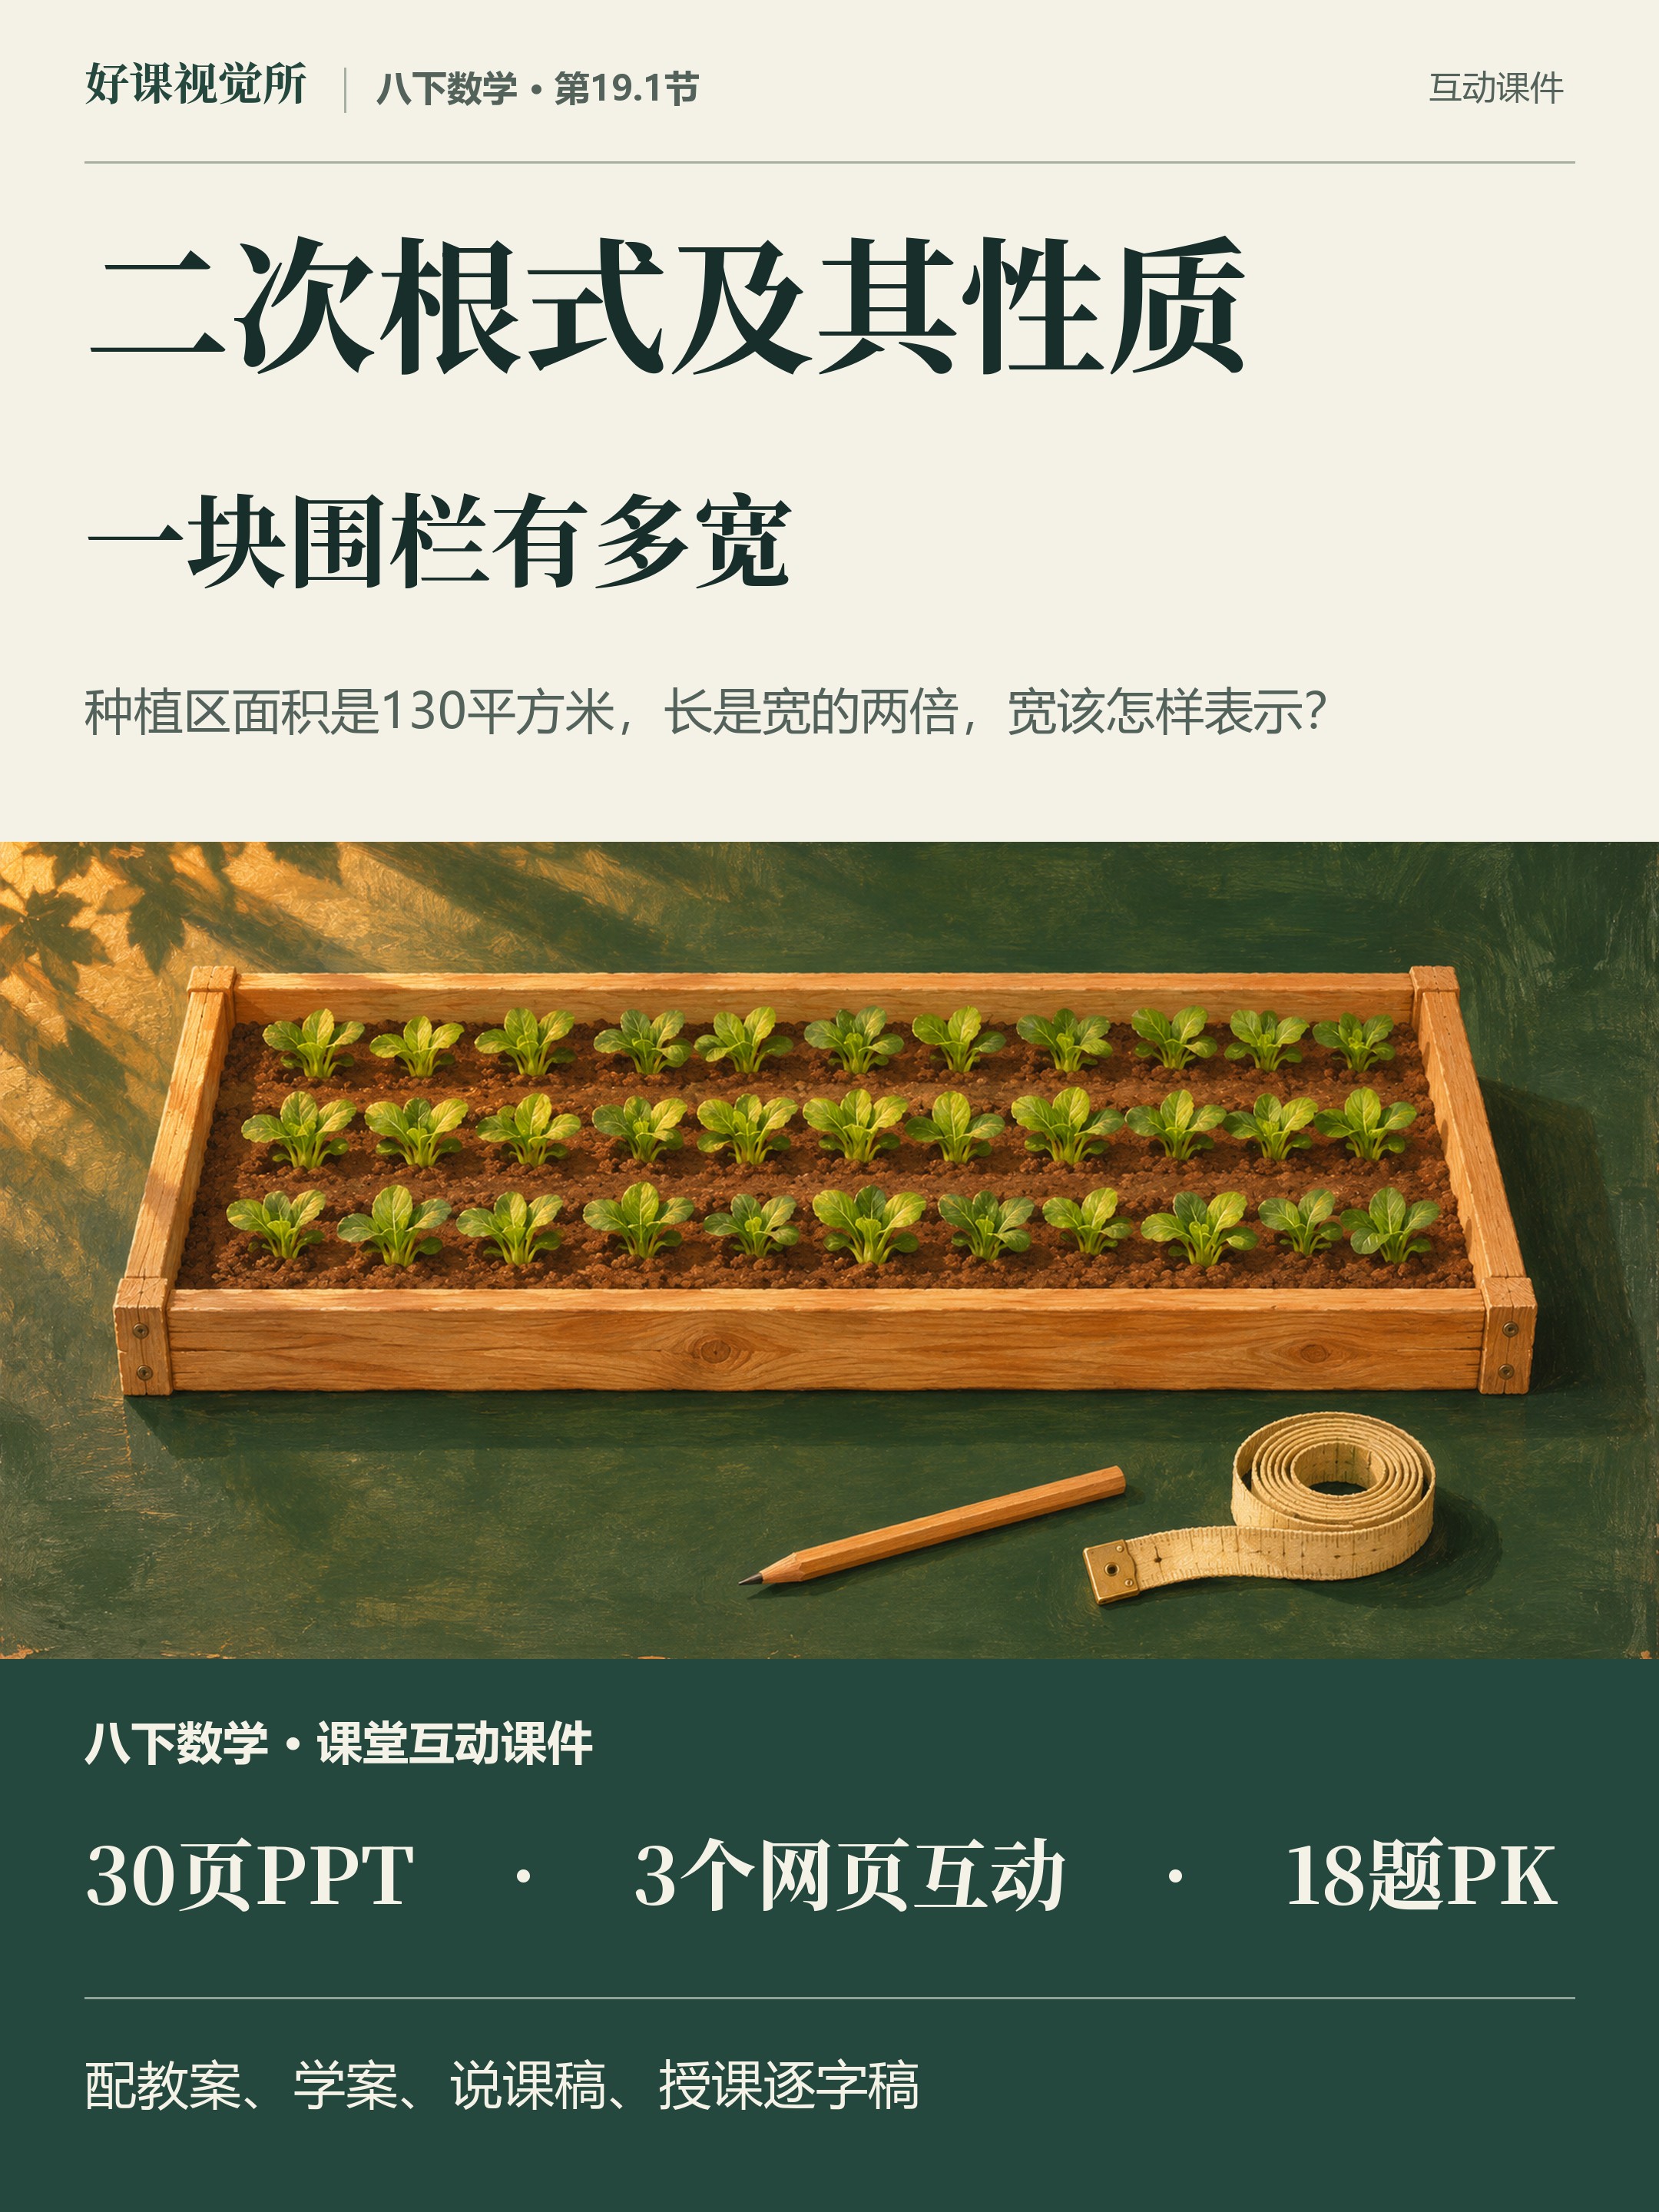 好课视觉所 | 八下数学·第19.1节 互动课件
二次根式及其性质
一块围栏有多宽
种植区面积是130平方米，长是宽的两倍，宽该怎样表示？
八下数学·课堂互动课件
30页PPT · 3个网页互动 · 18题PK
配教案、学案、说课稿、授课逐字稿